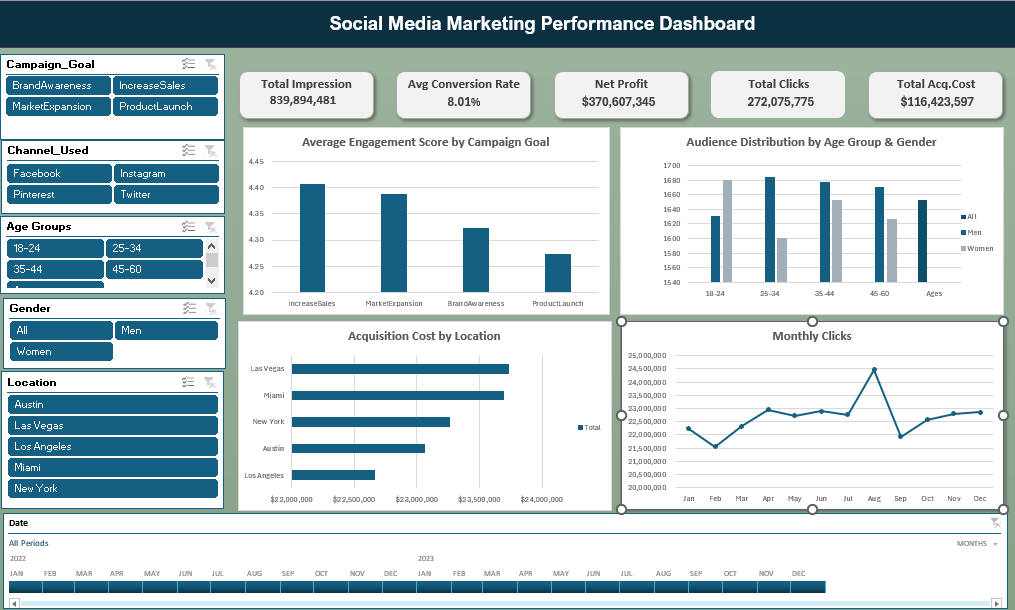 Social Media Marketing Performance Dashboard
Campaign_Goal
BrandAwareness IncreaseSales
MarketExpansion ProductLaunch
Channel_Used
Facebook Instagram
Pinterest Twitter
Age Groups
18-24 25-34
35-44 45-60
Gender
All Men
Women
Location
Austin
Las Vegas
Los Angeles
Miami
New York
Total Impression
839,894,481
Avg Conversion Rate
8.01%
Net Profit
$370,607,345
Total Clicks
272,075,775
Total Acq.Cost
$116,423,597
Average Engagement Score by Campaign Goal
4.45
4.40
4.35
4.30
4.25
4.20
IncreaseSales MarketExpansion BrandAwareness ProductLaunch
Audience Distribution by Age Group & Gender
1700
1680
1660
1640
1620
1600
1580
1560
1540
18-24 25-34 35-44 45-60 Ages
All
Men
Women
Acquisition Cost by Location
Las Vegas
Miami
New York
Austin
Los Angeles
$22,000,000 $22,500,000 $23,000,000 $23,500,000 $24,000,000
Total
Monthly Clicks
25,000,000
24,500,000
24,000,000
23,500,000
23,000,000
22,500,000
22,000,000
21,500,000
21,000,000
20,500,000
20,000,000
Jan Feb Mar Apr May Jun Jul Aug Sep Oct Nov Dec
Date
All Periods MONTHS
2022 2023
JAN FEB MAR APR MAY JUN JUL AUG SEP OCT NOV DEC JAN FEB MAR APR MAY JUN JUL AUG SEP OCT NOV DEC